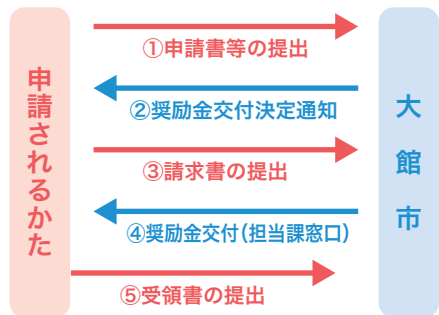 申請されるかた
①申請書等の提出
②奨励金交付決定通知
③請求書の提出
④奨励金交付(担当課窓口)
⑤受領書の提出
大館市